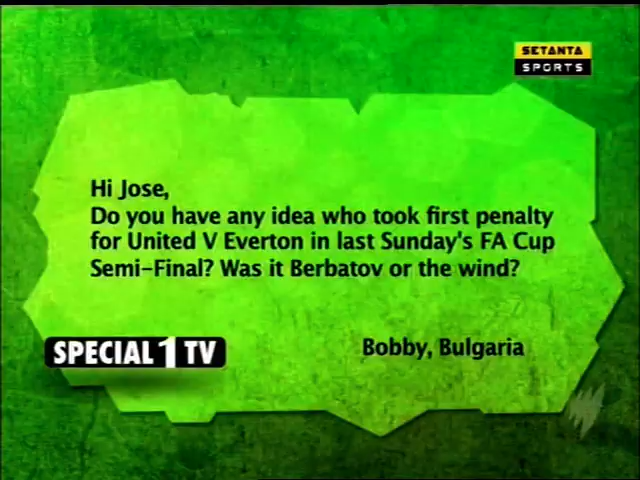 SETANTA
SPORTS
Hi Jose,
Do you have any idea who took first penalty
for United V Everton in last Sunday's FA Cup
Semi-Final? Was it Berbatov or the wind?
SPECIAL 1 TV
Bobby, Bulgaria